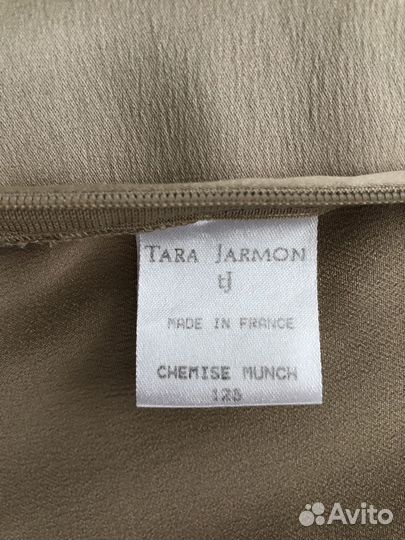 TARA JARMON
tJ
MADE IN FRANCE
CHEMISE MUNCH
123
Avito